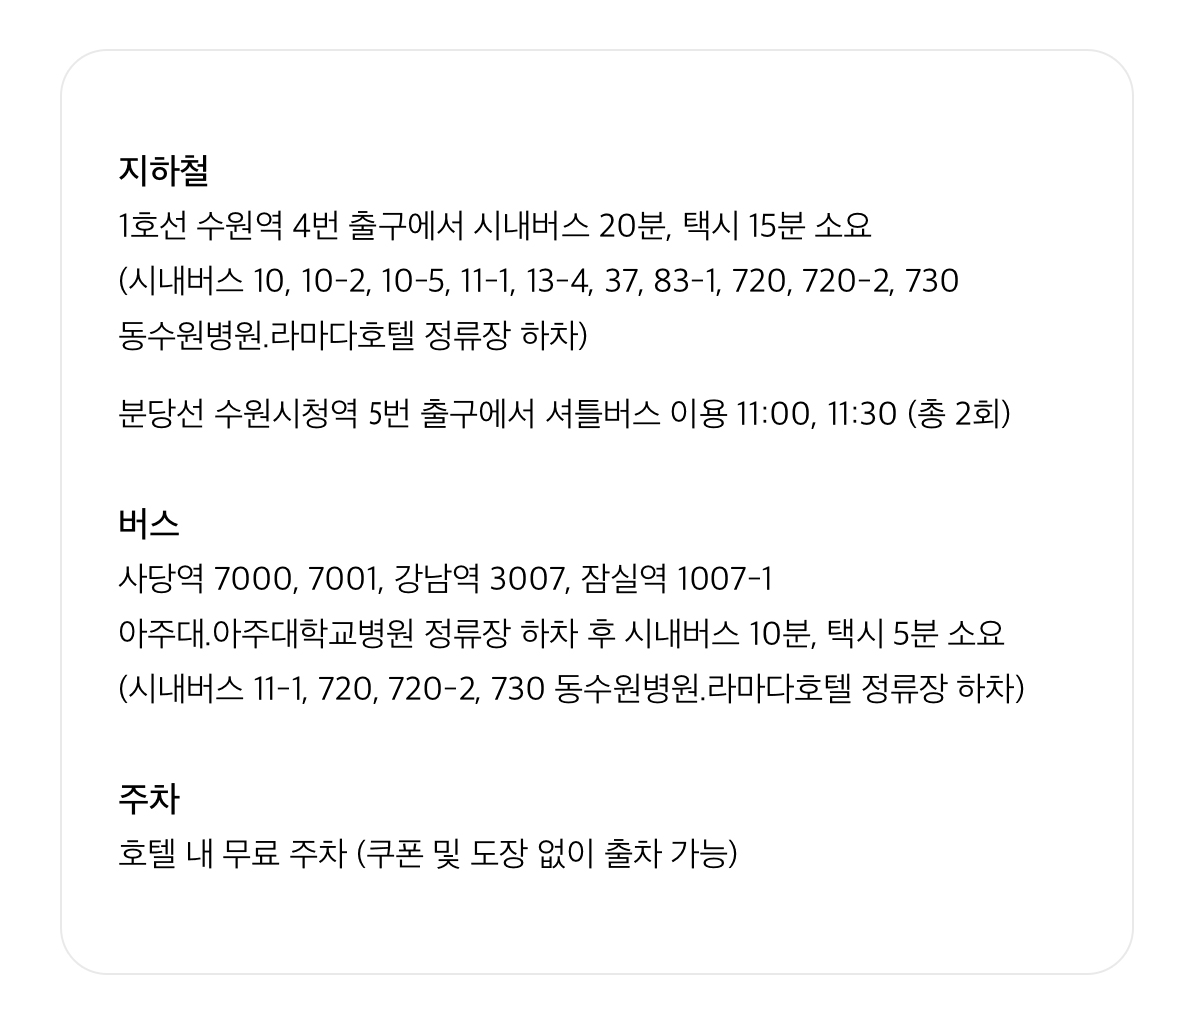 지하철
1호선 수원역 4번 출구에서 시내버스 20분, 택시 15분 소요
(시내버스 10, 10-2, 10-5, 11-1, 13-4, 37, 83-1, 720, 720-2, 730
동수원병원.라마다호텔 정류장 하차)
분당선 수원시청역 5번 출구에서 셔틀버스 이용 11:00, 11:30 (총 2회)
버스
사당역 7000, 7001, 강남역 3007, 잠실역 1007-1
아주대.아주대학교병원 정류장 하차 후 시내버스 10분, 택시 5분 소요
(시내버스 11-1, 720, 720-2, 730 동수원병원.라마다호텔 정류장 하차)
주차
호텔 내 무료 주차 (쿠폰 및 도장 없이 출차 가능)